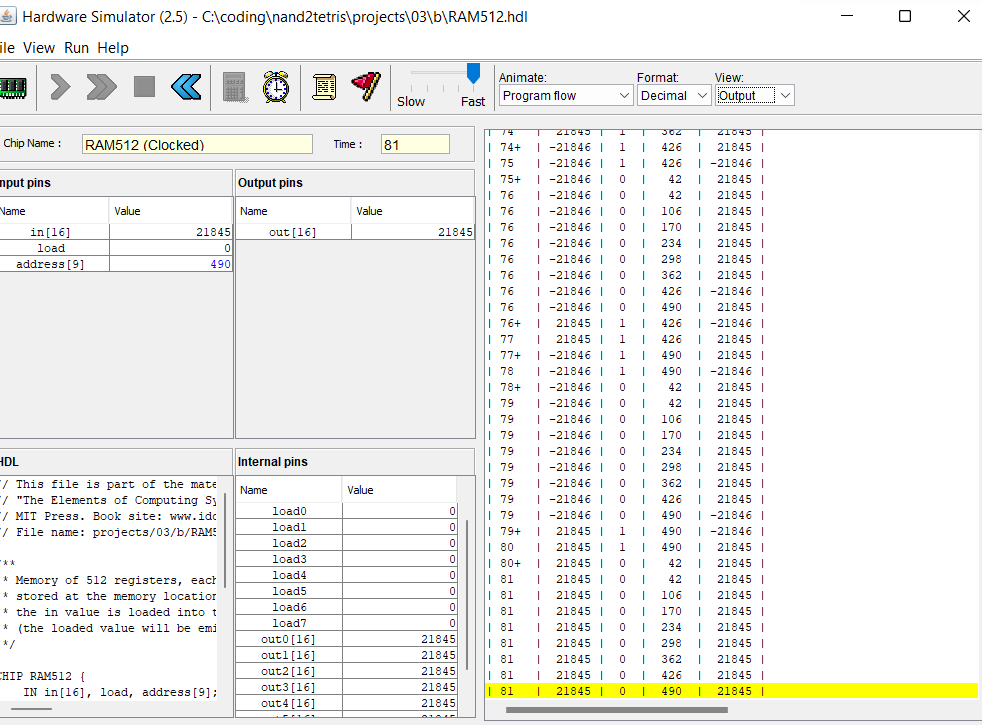 Hardware Simulator (2.5) - C:\coding\nand2tetris\projects\03\b\RAM512.hdl
ile View Run Help
Slow Fast
Animate: Format: View:
Program flow Decimal Output
Chip Name : RAM512 (Clocked) Time : 81
nput pins
Name Value
in[16] 21845
load 0
address[9] 490
Output pins
Name Value
out[16] 21845
HDL
// This file is part of the mate
// "The Elements of Computing Sy
// MIT Press. Book site: www.idc
// File name: projects/03/b/RAM5
/**
* Memory of 512 registers, each
* stored at the memory location
* the in value is loaded into t
* (the loaded value will be emi
*/
CHIP RAM512 {
IN in[16], load, address[9];
Internal pins
Name Value
load0 0
load1 0
load2 0
load3 0
load4 0
load5 0
load6 0
load7 0
out0[16] 21845
out1[16] 21845
out2[16] 21845
out3[16] 21845
out4[16] 21845
| 74 | 21845 | 1 | 362 | 21845 |
| 74+ | -21846 | 1 | 426 | 21845 |
| 75 | -21846 | 1 | 426 | -21846 |
| 75+ | -21846 | 0 | 42 | 21845 |
| 76 | -21846 | 0 | 42 | 21845 |
| 76 | -21846 | 0 | 106 | 21845 |
| 76 | -21846 | 0 | 170 | 21845 |
| 76 | -21846 | 0 | 234 | 21845 |
| 76 | -21846 | 0 | 298 | 21845 |
| 76 | -21846 | 0 | 362 | 21845 |
| 76 | -21846 | 0 | 426 | -21846 |
| 76 | -21846 | 0 | 490 | 21845 |
| 76+ | 21845 | 1 | 426 | -21846 |
| 77 | 21845 | 1 | 426 | 21845 |
| 77+ | -21846 | 1 | 490 | 21845 |
| 78 | -21846 | 1 | 490 | -21846 |
| 78+ | -21846 | 0 | 42 | 21845 |
| 79 | -21846 | 0 | 42 | 21845 |
| 79 | -21846 | 0 | 106 | 21845 |
| 79 | -21846 | 0 | 170 | 21845 |
| 79 | -21846 | 0 | 234 | 21845 |
| 79 | -21846 | 0 | 298 | 21845 |
| 79 | -21846 | 0 | 362 | 21845 |
| 79 | -21846 | 0 | 426 | 21845 |
| 79 | -21846 | 0 | 490 | -21846 |
| 79+ | 21845 | 1 | 490 | -21846 |
| 80 | 21845 | 1 | 490 | 21845 |
| 80+ | 21845 | 0 | 42 | 21845 |
| 81 | 21845 | 0 | 42 | 21845 |
| 81 | 21845 | 0 | 106 | 21845 |
| 81 | 21845 | 0 | 170 | 21845 |
| 81 | 21845 | 0 | 234 | 21845 |
| 81 | 21845 | 0 | 298 | 21845 |
| 81 | 21845 | 0 | 362 | 21845 |
| 81 | 21845 | 0 | 426 | 21845 |
| 81 | 21845 | 0 | 490 | 21845 |